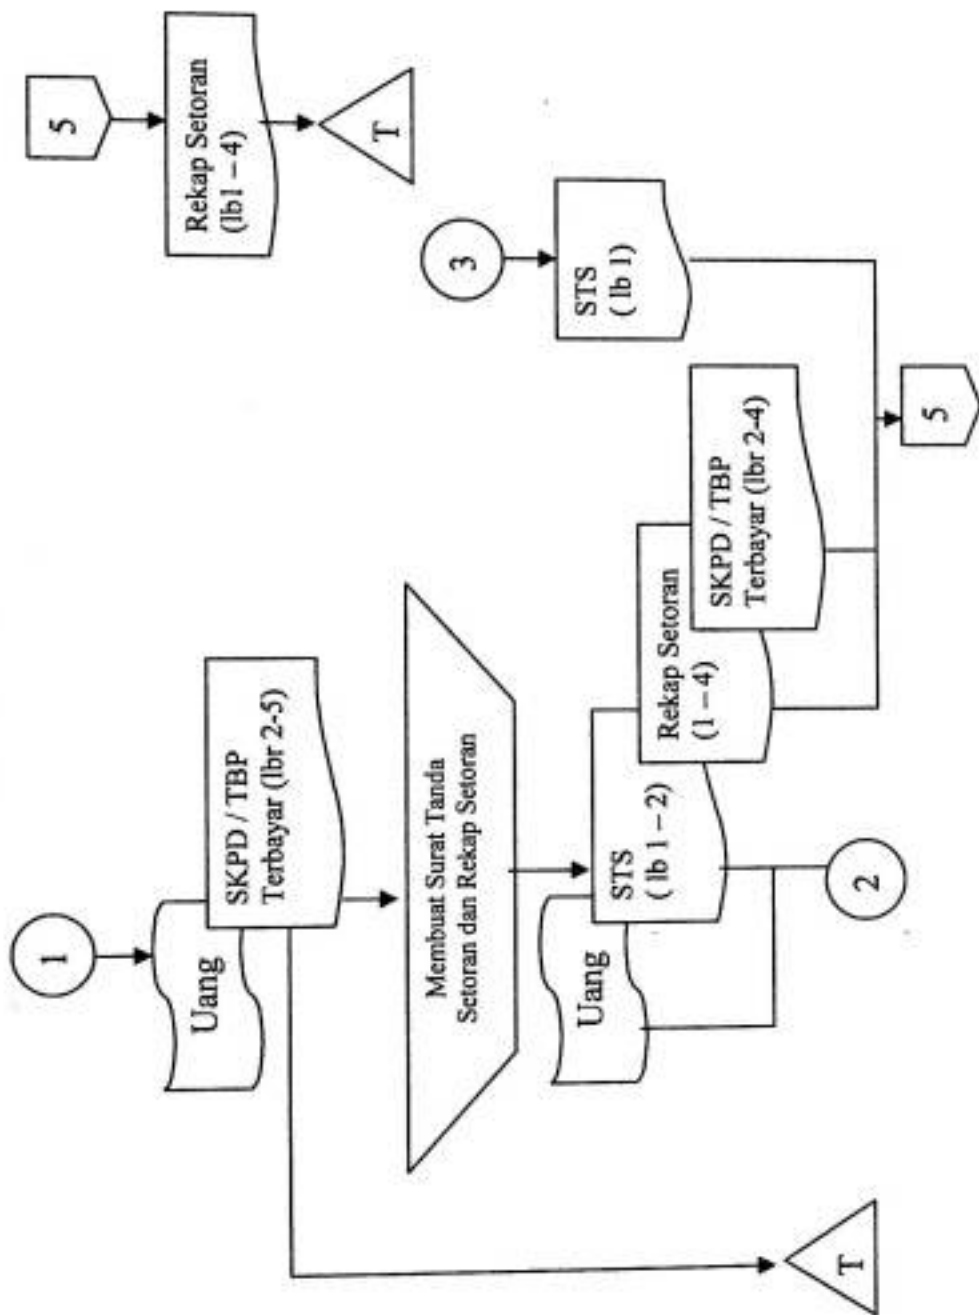 1
Uang
SKPD / TBP
Terbayar (lbr 2-5)
Membuat Surat Tanda
Setoran dan Rekap Setoran
Uang
STS
( lb 1 – 2)
Rekap Setoran
(1 – 4)
SKPD / TBP
Terbayar (lbr 2-4)
2
T
3
STS
( lb 1)
5
5
Rekap Setoran
(lb1 – 4)
T